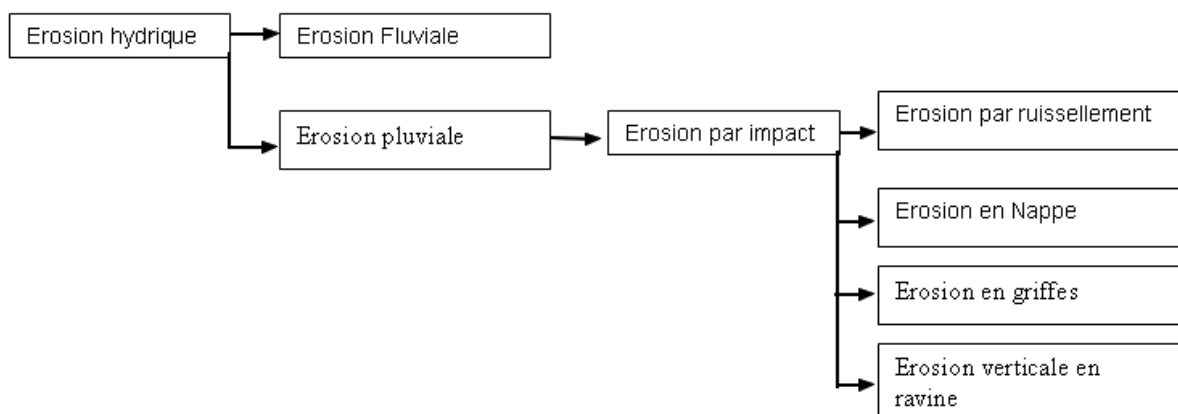 Erosion hydrique
Erosion Fluviale
Erosion pluviale
Erosion par impact
Erosion par ruissellement
Erosion en Nappe
Erosion en griffes
Erosion verticale en
ravine